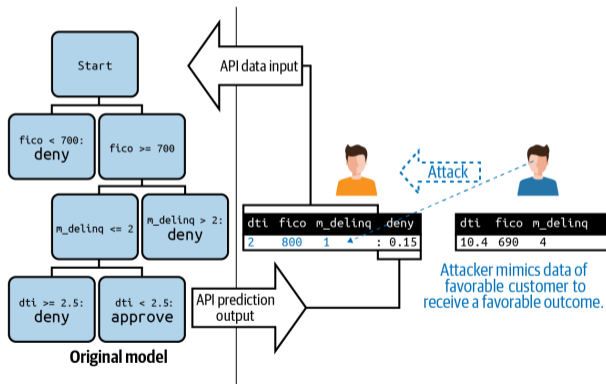 Start
fico < 700:
deny
fico >= 700
m_delinq <= 2
m_delinq > 2:
deny
dti >= 2.5:
deny
dti < 2.5:
approve
Original model
API data input
API prediction
output
Attack
dti fico m_delinq deny
2 800 1 : 0.15
dti fico m_delinq
10.4 690 4
Attacker mimics data of
favorable customer to
receive a favorable outcome.